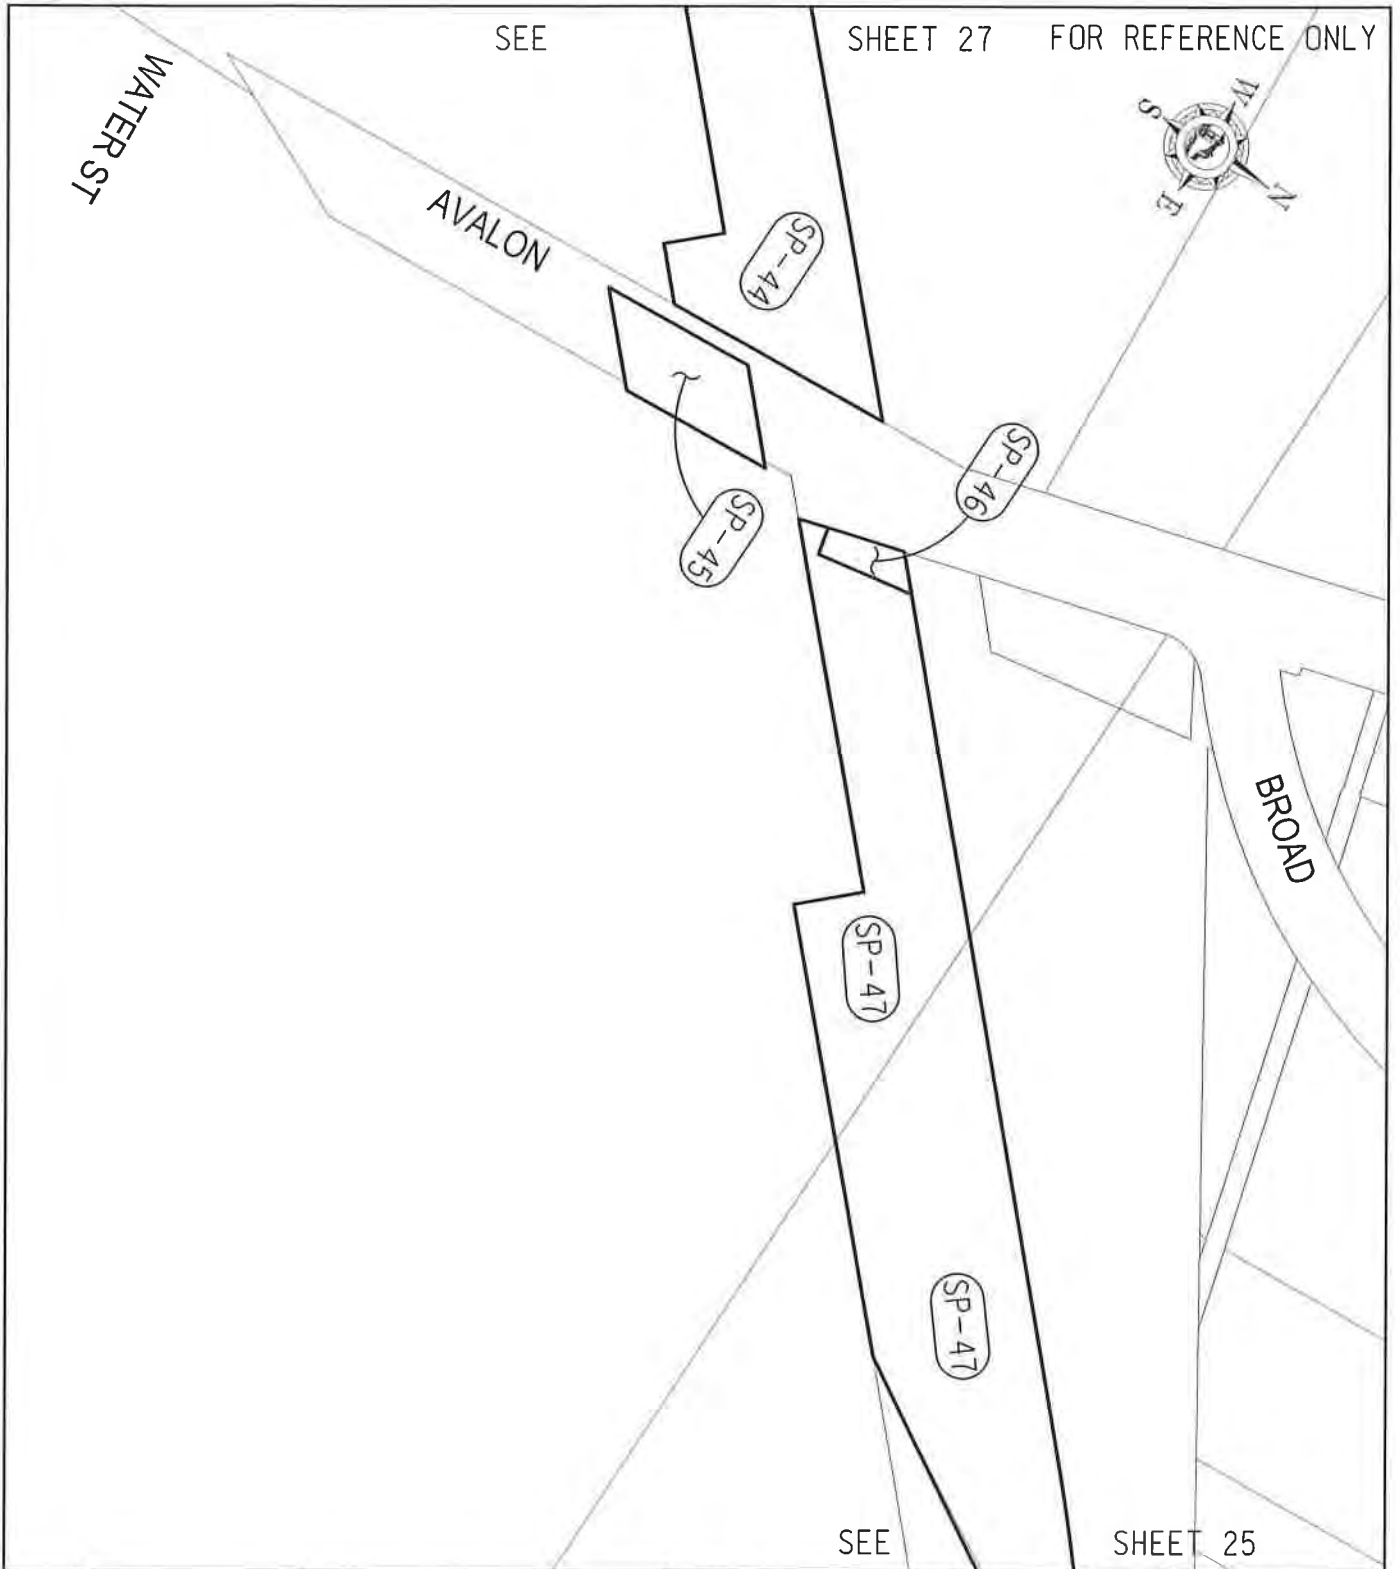 SEE SHEET 27 FOR REFERENCE ONLY
W
S
N
E
WATER ST
AVALON
SP-44
SP-46
SP-45
BROAD
SP-47
SP-47
SEE SHEET 25